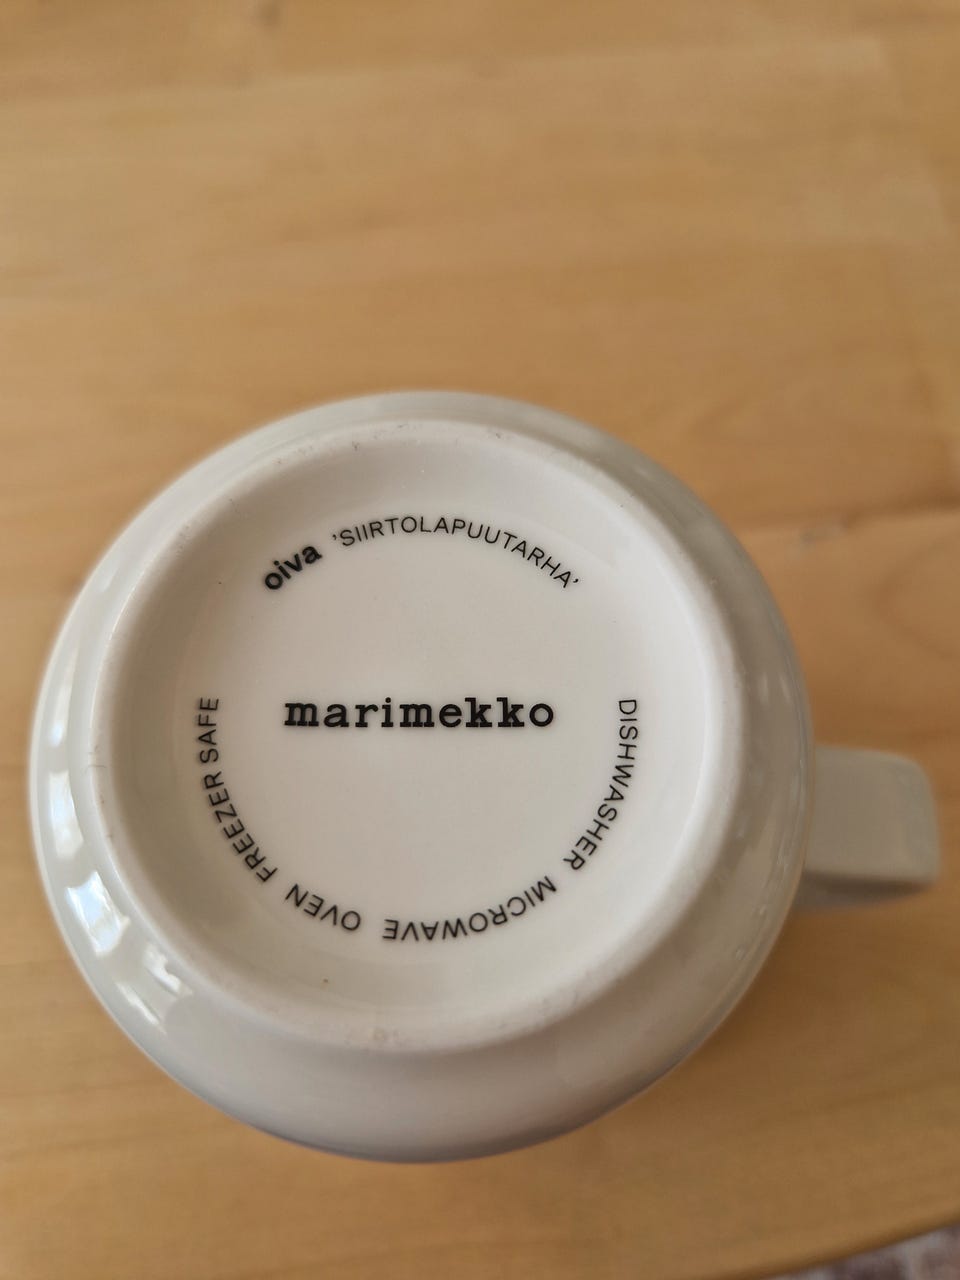 oiva ’SIIRTOLAPUUTARHA’
marimekko
DISHWASHER MICROWAVE OVEN FREEZER SAFE